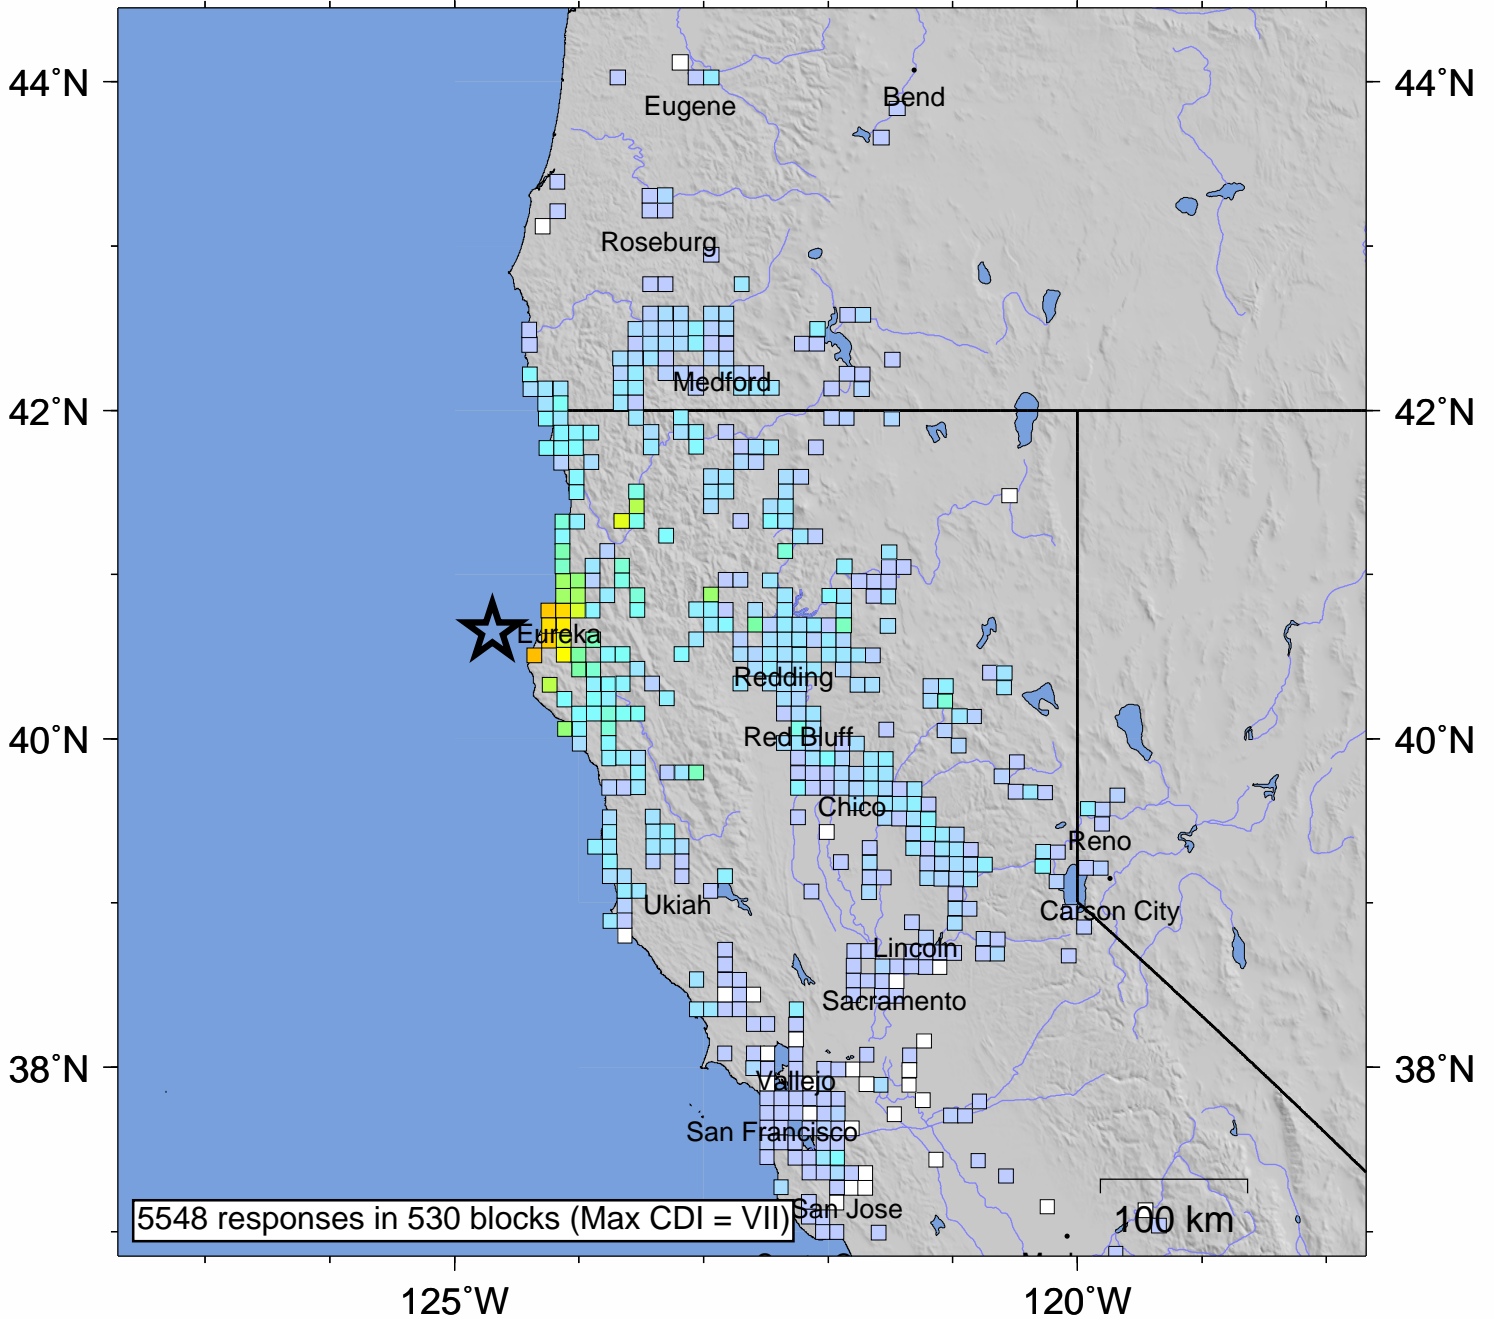 44°N
44°N
Eugene
Bend
Roseburg
Medford
42°N
42°N
Eureka
Redding
40°N
Red Bluff
40°N
Chico
Reno
Ukiah
Carson City
Lincoln
Sacramento
38°N
Vallejo
38°N
San Francisco
San Jose
5548 responses in 530 blocks (Max CDI = VII)
100 km
125°W
120°W